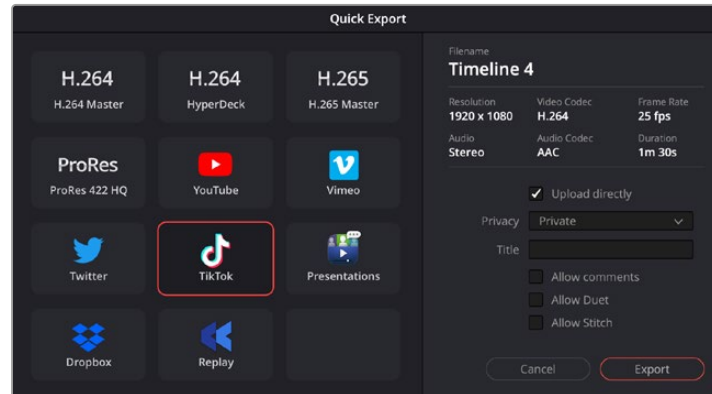 Quick Export
H.264
H.264 Master
H.264
HyperDeck
H.265
H.265 Master
ProRes
ProRes 422 HQ
YouTube
Vimeo
Twitter
TikTok
Presentations
Dropbox
Replay
Filename
Timeline 4
Resolution Video Codec Frame Rate
1920 x 1080 H.264 25 fps
Audio Audio Codec Duration
Stereo AAC 1m 30s
Upload directly
Privacy Private
Title
Allow comments
Allow Duet
Allow Stitch
Cancel Export